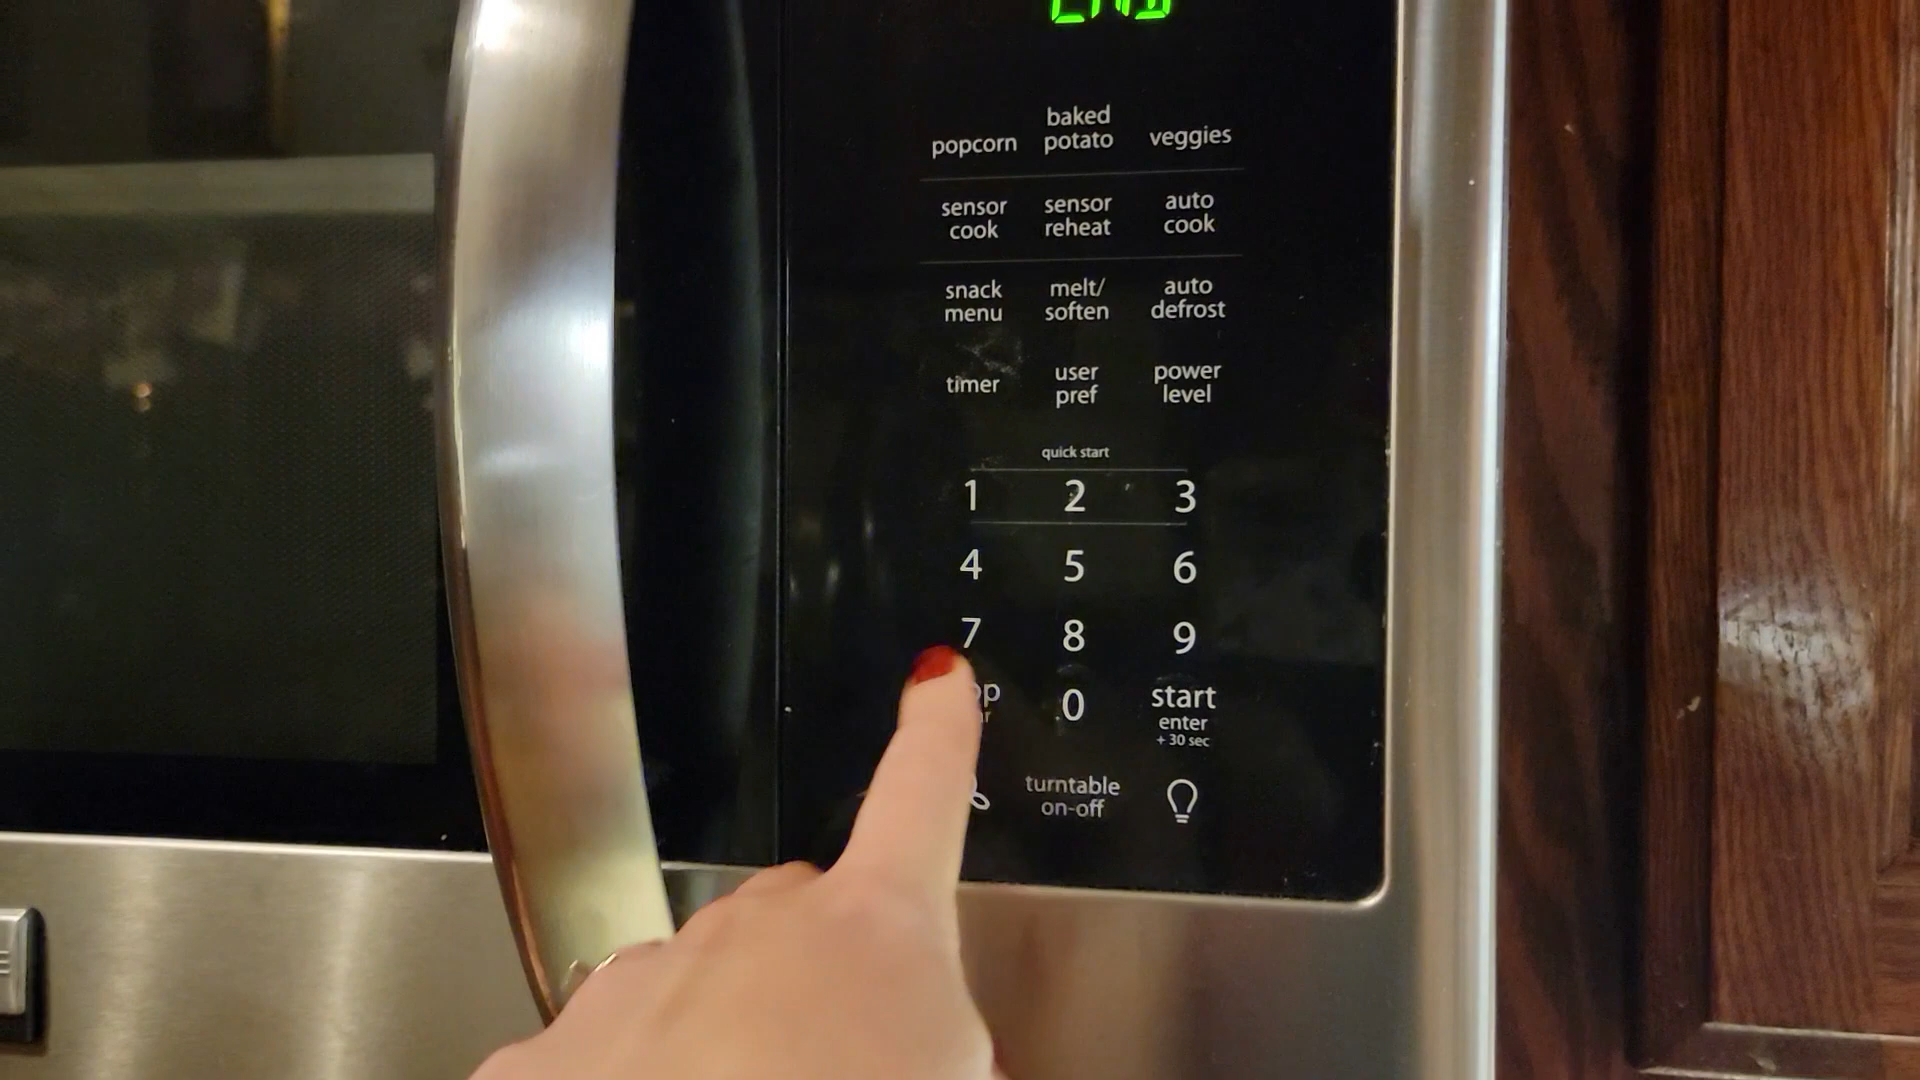 popcorn
baked
potato
veggies
sensor
cook
sensor
reheat
auto
cook
snack
menu
melt/
soften
auto
defrost
timer
user
pref
power
level
quick start
1 2 3
4 5 6
7 8 9
0
start
enter
+ 30 sec
turntable
on-off